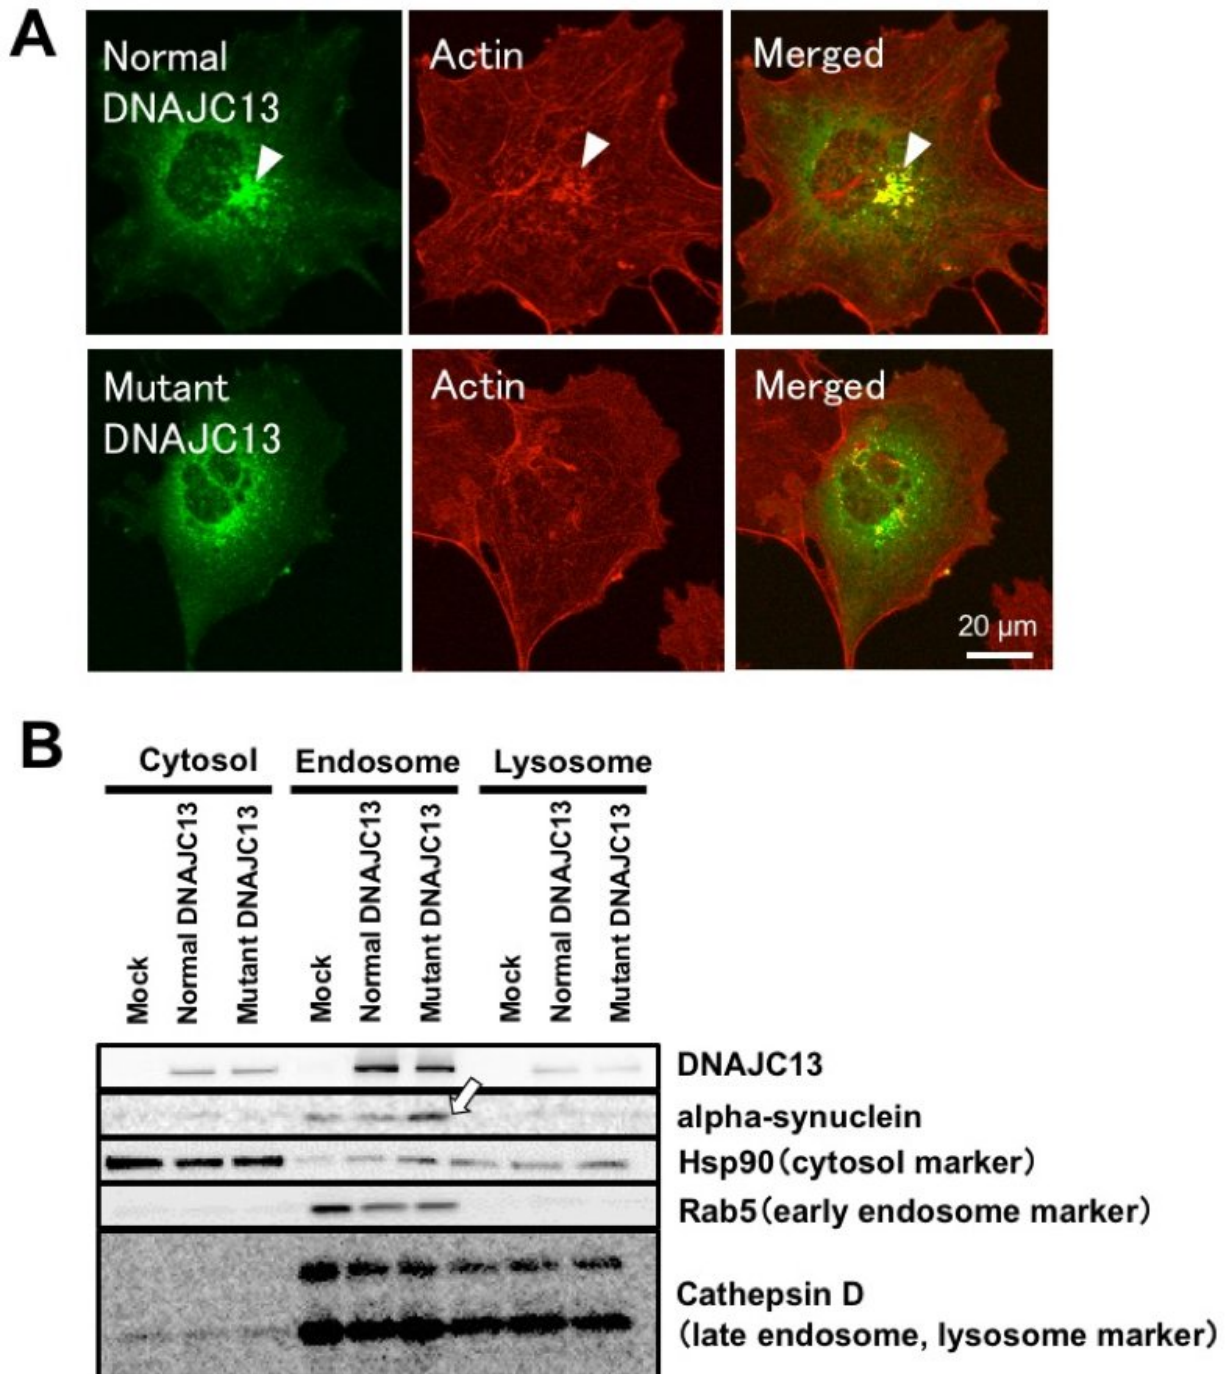 A
Normal
DNAJC13
Actin
Merged
Mutant
DNAJC13
Actin
Merged
20 µm
B
Cytosol
Endosome
Lysosome
Mock
Normal DNAJC13
Mutant DNAJC13
Mock
Normal DNAJC13
Mutant DNAJC13
Mock
Normal DNAJC13
Mutant DNAJC13
DNAJC13
alpha-synuclein
Hsp90(cytosol marker)
Rab5(early endosome marker)
Cathepsin D
(late endosome, lysosome marker)